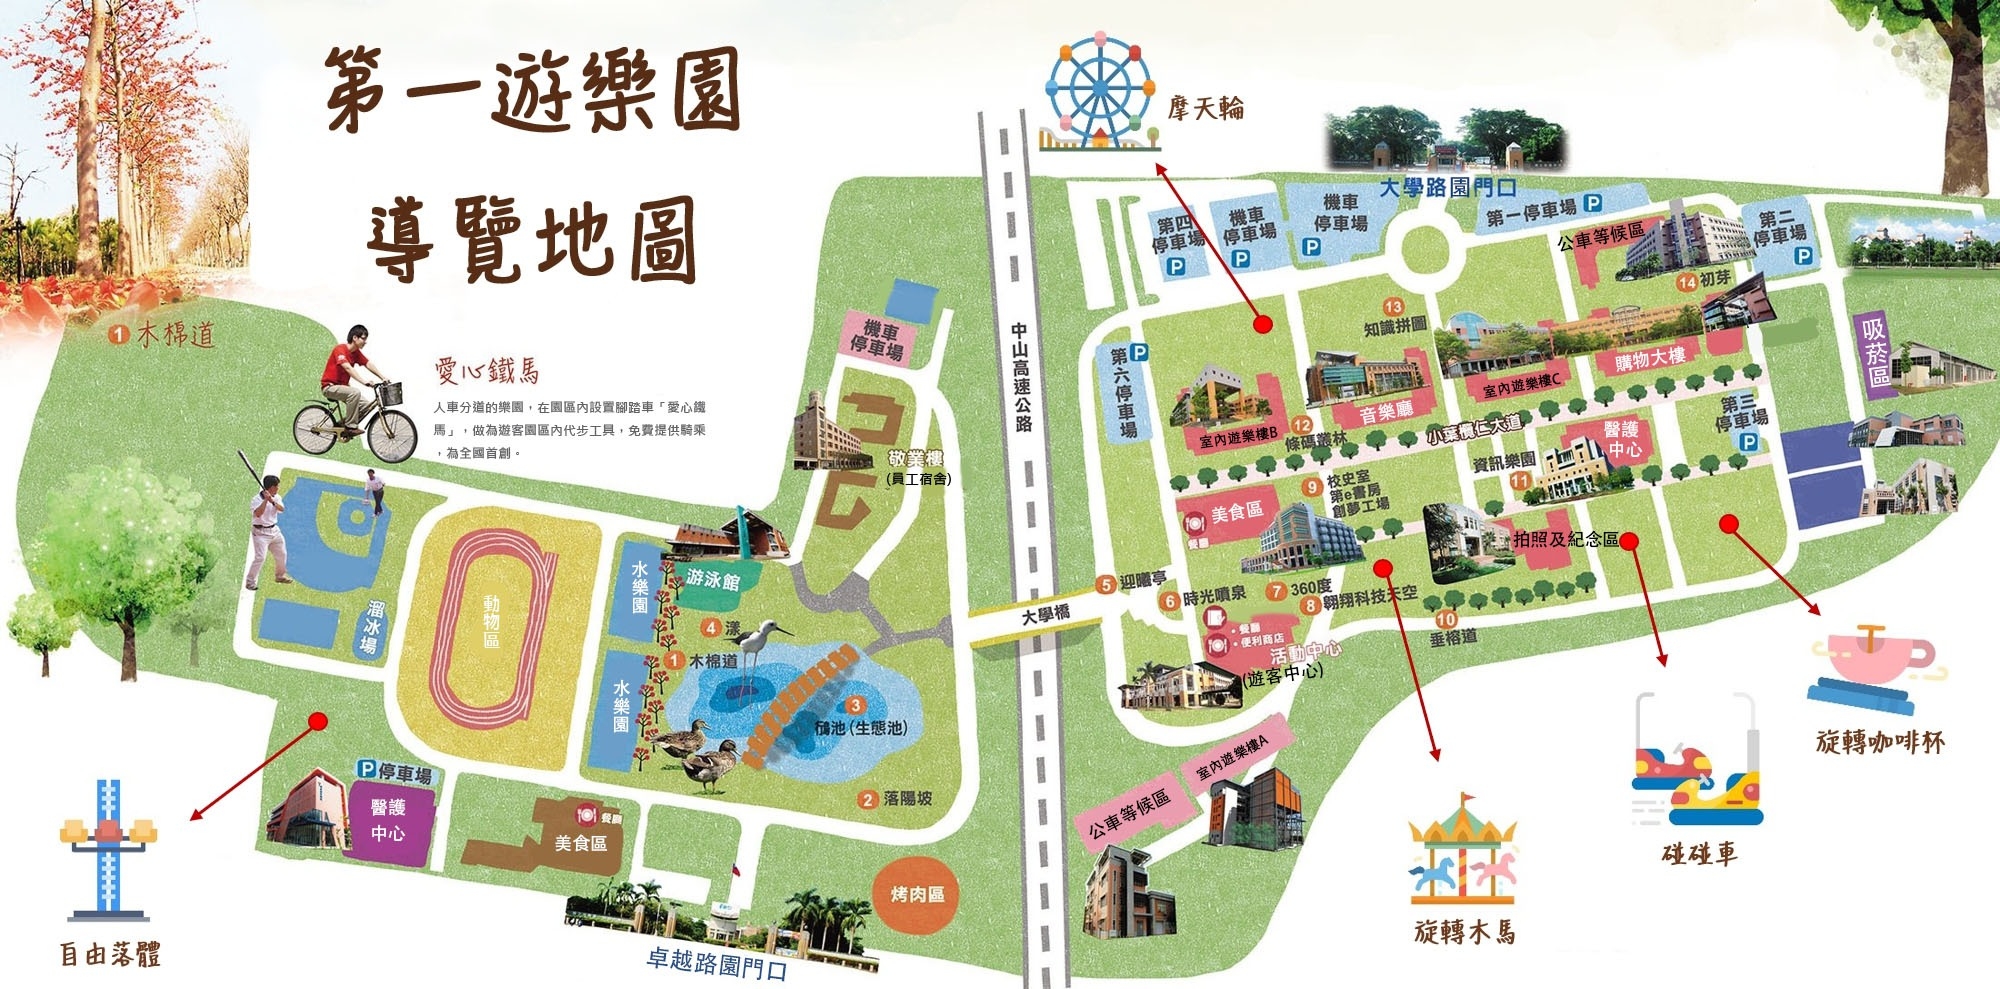 第一遊樂園
導覽地圖
1 木棉道
愛心鐵馬
人車分道的樂園，在園區內設置腳踏車「愛心鐵
馬」，做為遊客園區內代步工具，免費提供騎乘
，為全國首創。
摩天輪
大學路園門口
第四
停車場
P
機車
停車場
P
機車
停車場
P
第一停車場 P
公車等候區
第二
停車場
P
14 初芽
13
知識拼圖
吸菸區
第六停車場
P
中山高速公路
機車
停車場
敬業樓
(員工宿舍)
室內遊樂樓B
12
條碼叢林
音樂廳
室內遊樂樓C
購物大樓
小葉欖仁大道
第三
停車場
P
醫護
中心
資訊樂園
11
9 校史室
第e書房
創夢工場
美食區
餐廳
拍照及紀念區
5 迎曦亭
6 時光噴泉
7 360度
8 翱翔科技天空
10
垂榕道
大學橋
・餐廳
・便利商店
活動中心
(遊客中心)
溜冰場
動物區
水樂園
游泳館
4 漾
1 木棉道
水樂園
3
池(生態池)
2 落陽坡
P 停車場
醫護
中心
餐廳
美食區
烤肉區
卓越路園門口
室內遊樂樓A
公車等候區
自由落體
旋轉木馬
碰碰車
旋轉咖啡杯